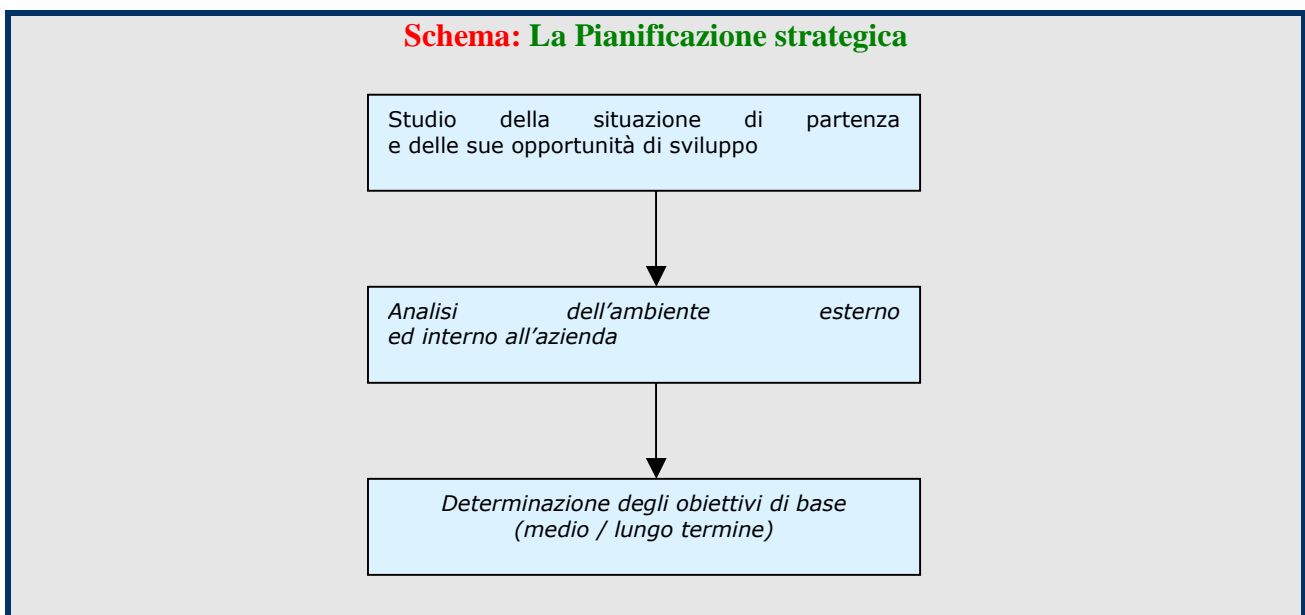 Schema: La Pianificazione strategica
Studio della situazione di partenza
e delle sue opportunità di sviluppo
Analisi dell’ambiente esterno
ed interno all’azienda
Determinazione degli obiettivi di base
(medio / lungo termine)